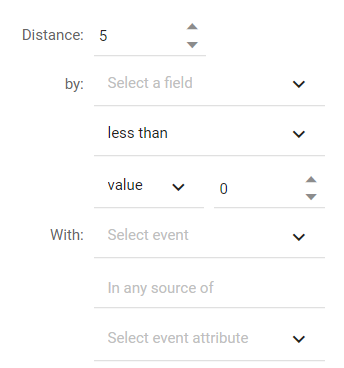 Distance: 5
by: Select a field
less than
value 0
With: Select event
In any source of
Select event attribute